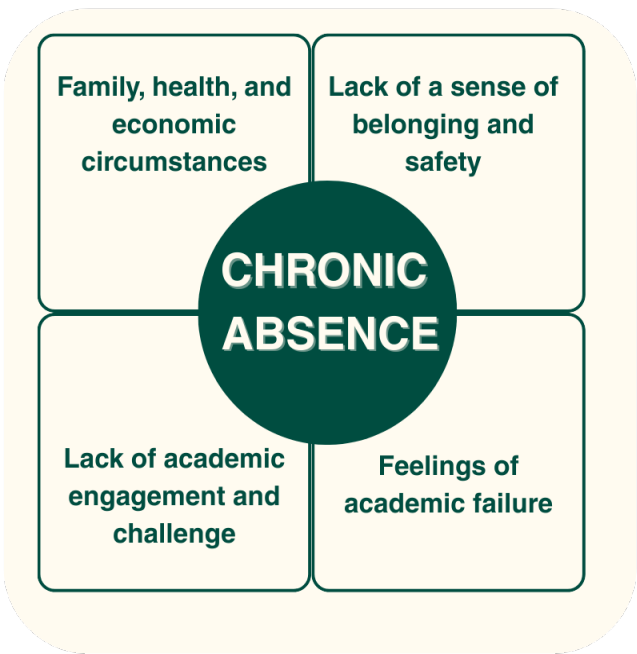 Family, health, and
economic
circumstances
Lack of a sense of
belonging and
safety
CHRONIC
ABSENCE
Lack of academic
engagement and
challenge
Feelings of
academic failure